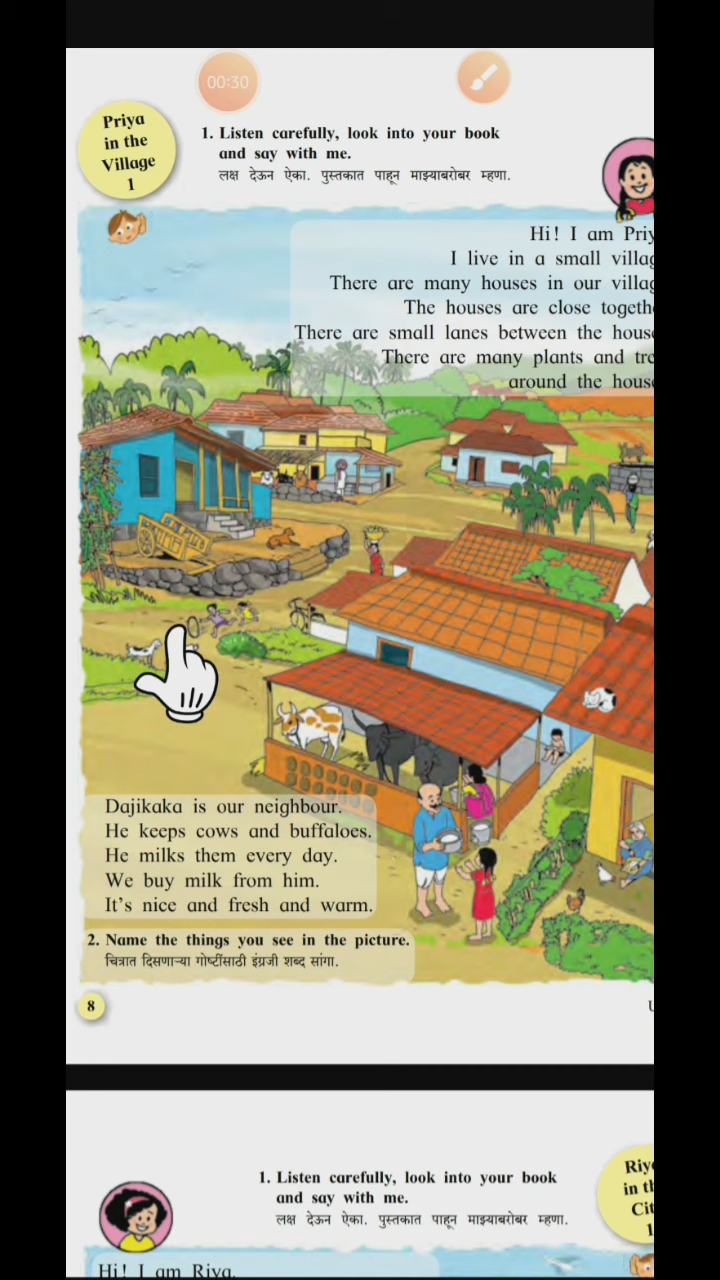 00:30
Priya
in the
Village
1
1. Listen carefully, look into your book
and say with me.
लक्ष देऊन ऐका. पुस्तकात पाहून माझ्याबरोबर म्हणा.
Hi! I am Priy
I live in a small villag
There are many houses in our villag
The houses are close togethe
There are small lanes between the house
There are many plants and tre
around the house
Dajikaka is our neighbour.
He keeps cows and buffaloes.
He milks them every day.
We buy milk from him.
It's nice and fresh and warm.
2. Name the things you see in the picture.
चित्रात दिसणाऱ्या गोष्टींसाठी इंग्रजी शब्द सांगा.
8
1. Listen carefully, look into your book
and say with me.
लक्ष देऊन ऐका. पुस्तकात पाहून माझ्याबरोबर म्हणा.
Riy
in th
Cit
1
Hi! I am Riya.